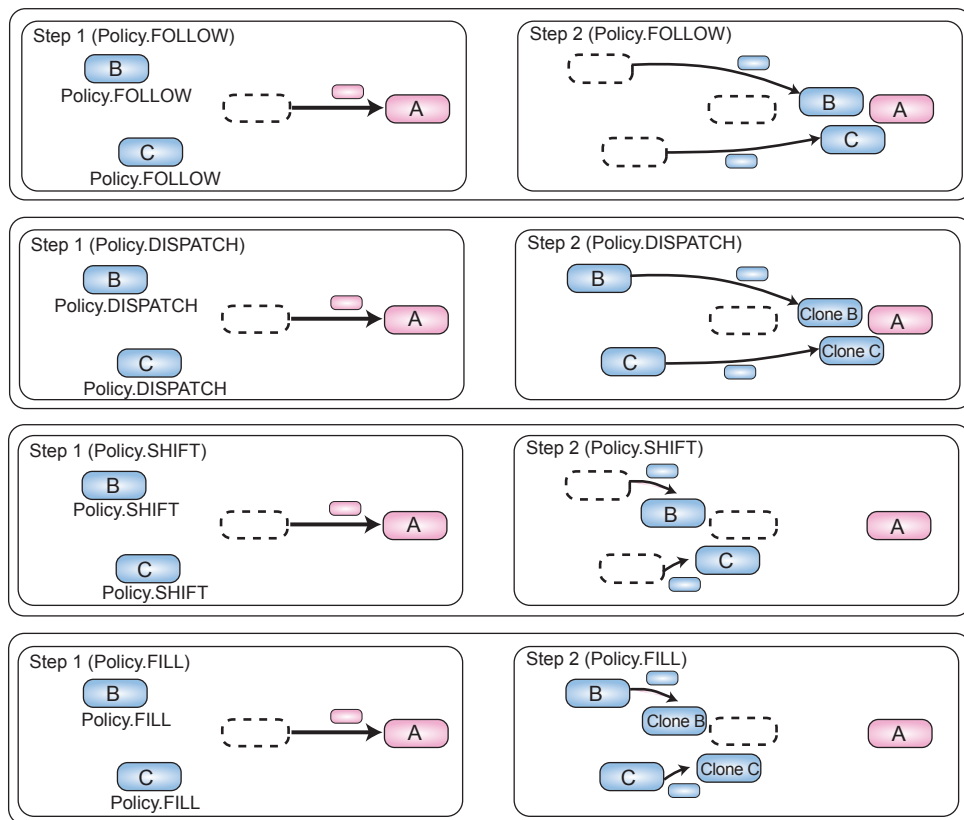 Step 1 (Policy.FOLLOW)
B
Policy.FOLLOW
A
C
Policy.FOLLOW
Step 2 (Policy.FOLLOW)
B
A
C
Step 1 (Policy.DISPATCH)
B
Policy.DISPATCH
A
C
Policy.DISPATCH
Step 2 (Policy.DISPATCH)
B
Clone B
A
C
Clone C
Step 1 (Policy.SHIFT)
B
Policy.SHIFT
A
C
Policy.SHIFT
Step 2 (Policy.SHIFT)
B
A
C
Step 1 (Policy.FILL)
B
Policy.FILL
A
C
Policy.FILL
Step 2 (Policy.FILL)
B
Clone B
A
C
Clone C